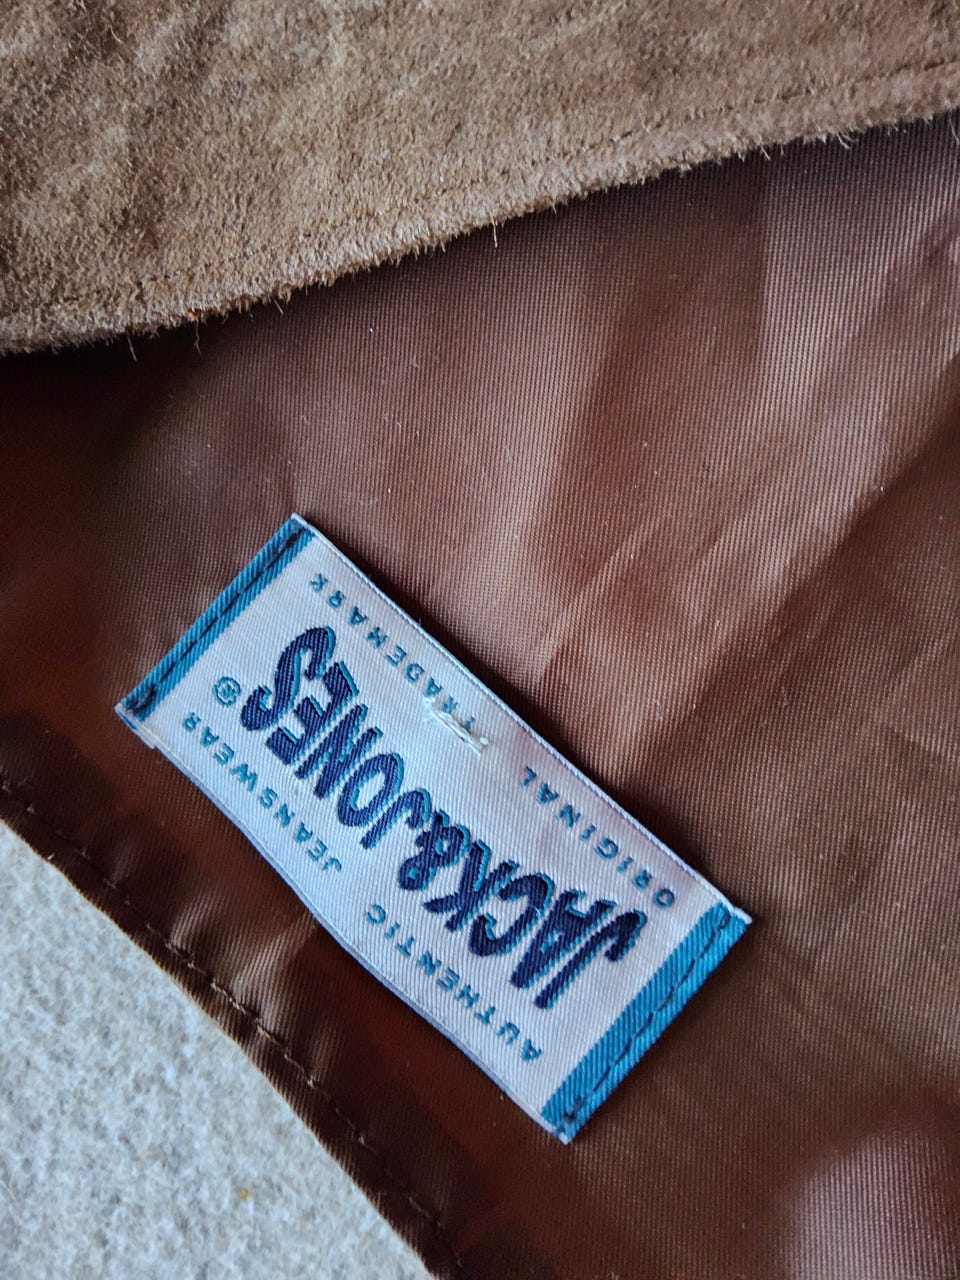 AUTHENTIC JEANSWEAR
JACK&JONES ®
ORIGINAL TRADEMARK